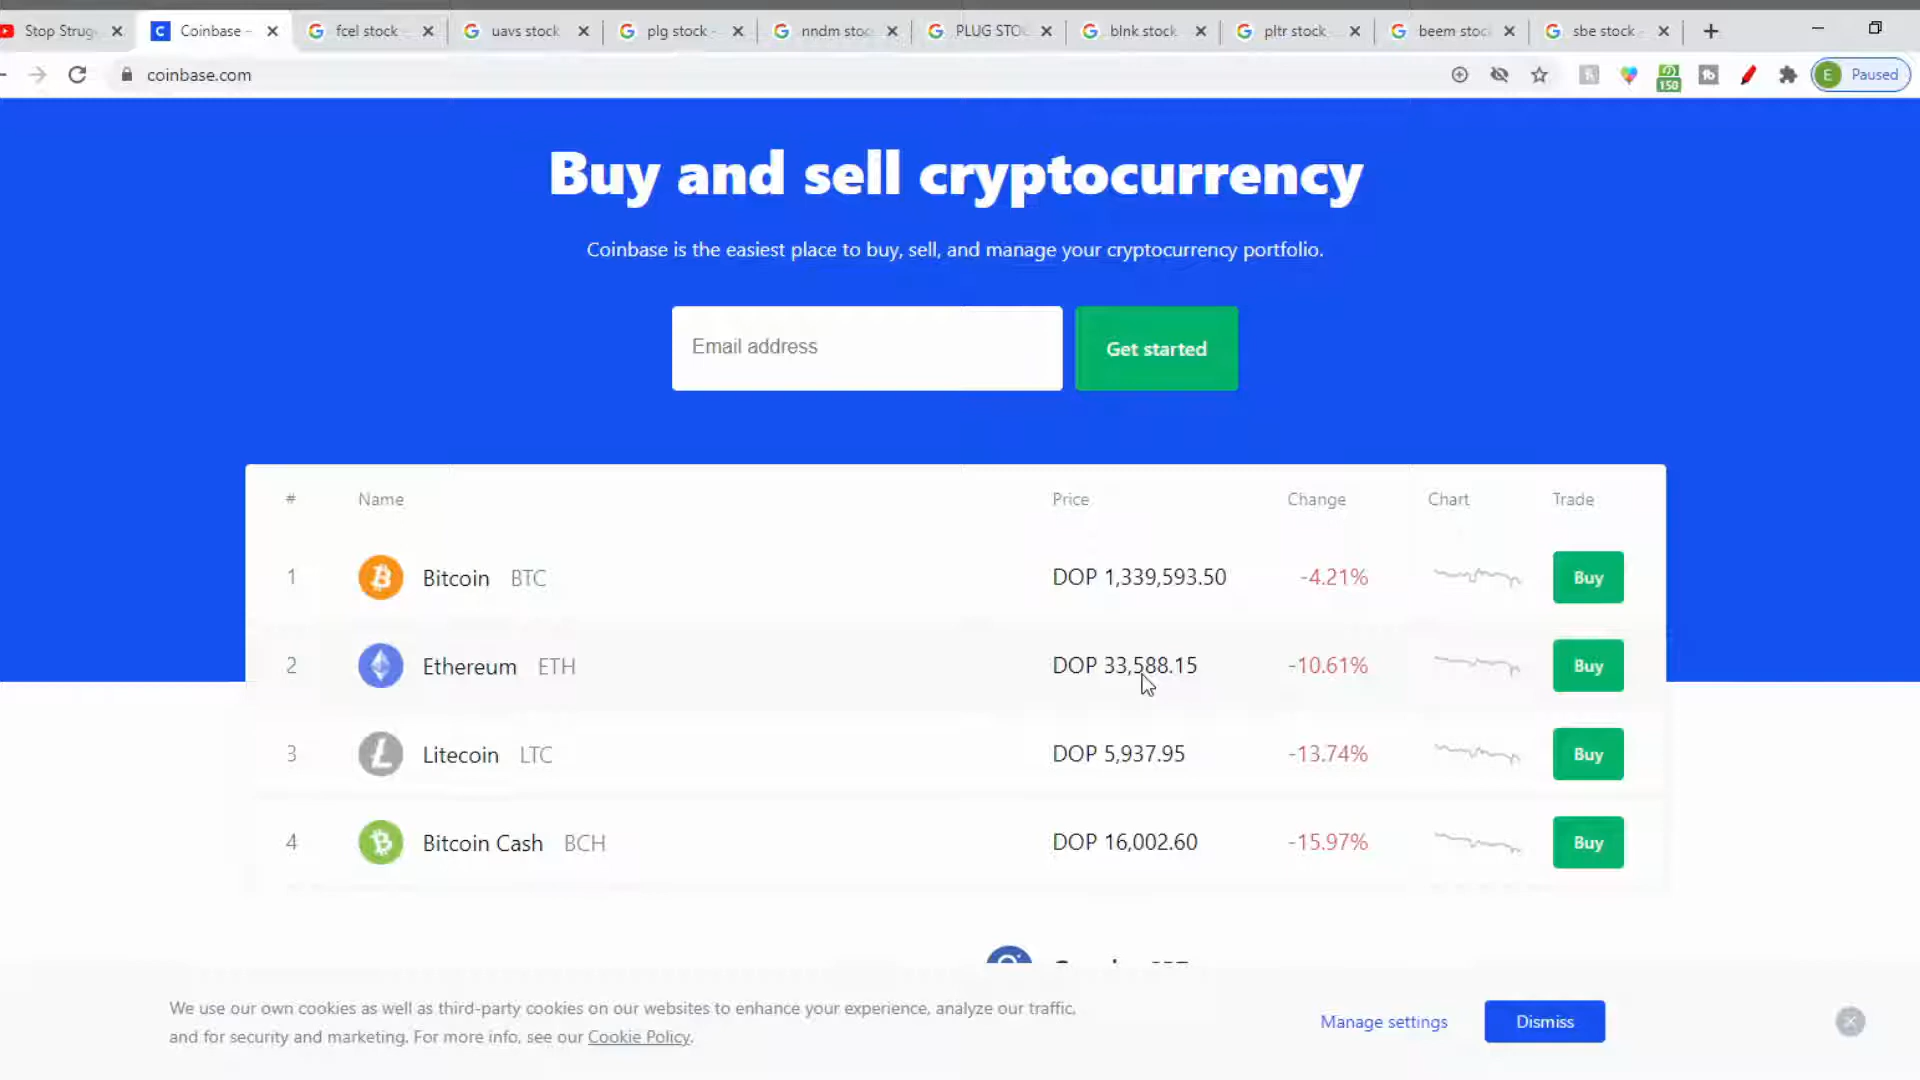 Stop Strug
Coinbase -
fcel stock
uavs stock
plg stock -
nndm stoc
PLUG STO
blnk stock
pltr stock
beem stoc
sbe stock -
coinbase.com
150
E
Paused
Buy and sell cryptocurrency
Coinbase is the easiest place to buy, sell, and manage your cryptocurrency portfolio.
Email address
Get started
# Name Price Change Chart Trade
1 Bitcoin BTC DOP 1,339,593.50 -4.21% Buy
2 Ethereum ETH DOP 33,588.15 -10.61% Buy
3 Litecoin LTC DOP 5,937.95 -13.74% Buy
4 Bitcoin Cash BCH DOP 16,002.60 -15.97% Buy
We use our own cookies as well as third-party cookies on our websites to enhance your experience, analyze our traffic,
and for security and marketing. For more info, see our Cookie Policy.
Manage settings
Dismiss